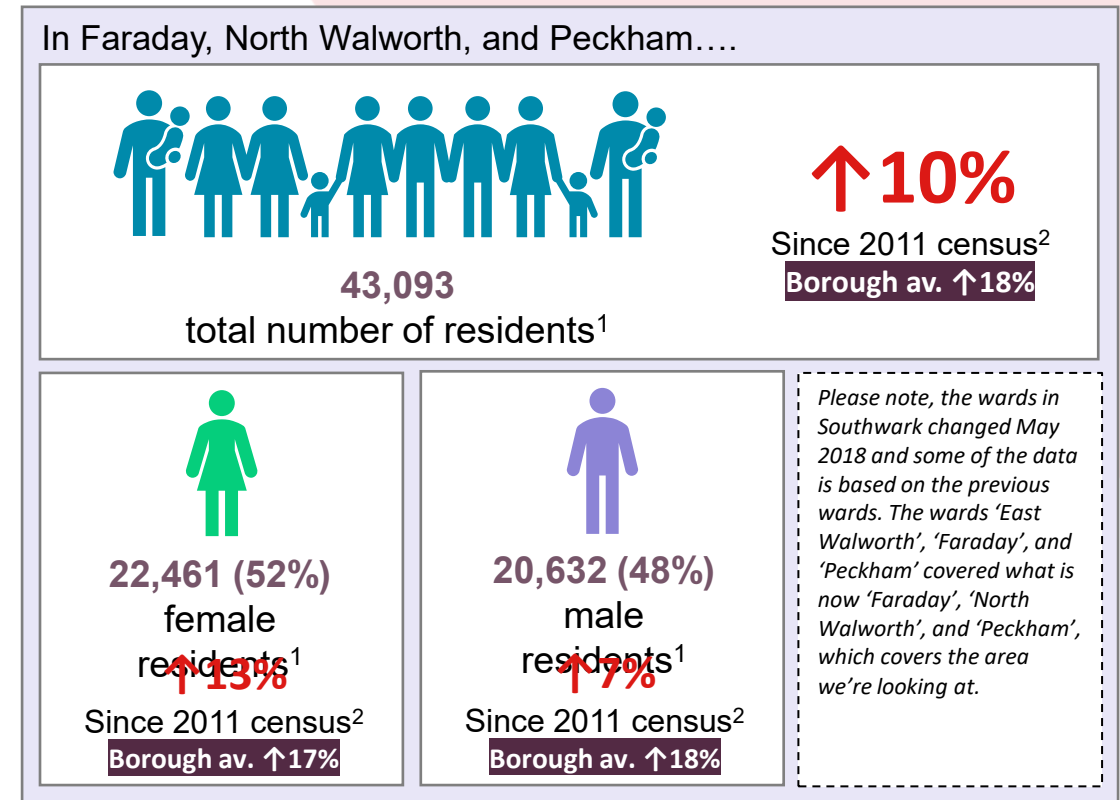 In Faraday, North Walworth, and Peckham….
43,093
total number of residents¹
↑10%
Since 2011 census²
Borough av. ↑18%
22,461 (52%)
female
residents¹
↑13%
Since 2011 census²
Borough av. ↑17%
20,632 (48%)
male
residents¹
↑7%
Since 2011 census²
Borough av. ↑18%
Please note, the wards in
Southwark changed May
2018 and some of the data
is based on the previous
wards. The wards ‘East
Walworth’, ‘Faraday’, and
‘Peckham’ covered what is
now ‘Faraday’, ‘North
Walworth’, and ‘Peckham’,
which covers the area
we’re looking at.